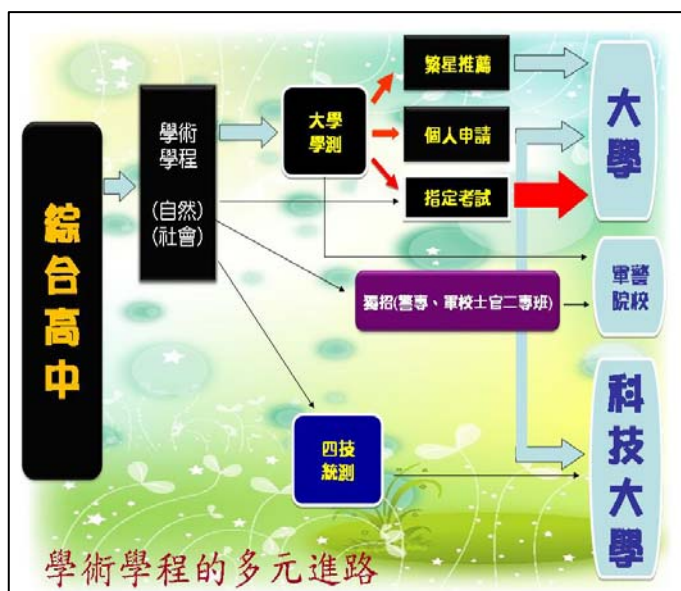 綜合高中
學術
學程
(自然)
(社會)
大學
學測
繁星推薦
個人申請
指定考試
獨招(警專、軍校士官二專班)
四技
統測
大學
軍警
院校
科技大學
學術學程的多元進路